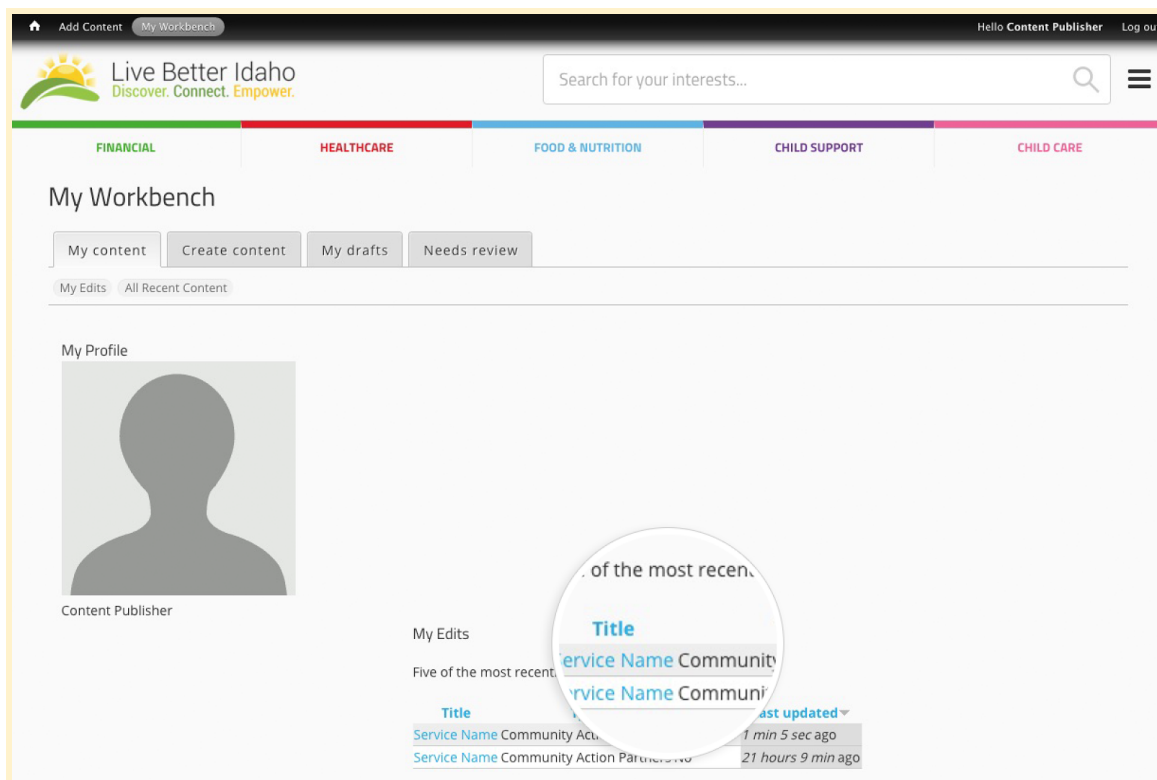 Add Content My Workbench Hello Content Publisher Log ou
Live Better Idaho
Discover. Connect. Empower.
Search for your interests...
FINANCIAL HEALTHCARE FOOD & NUTRITION CHILD SUPPORT CHILD CARE
My Workbench
My content Create content My drafts Needs review
My Edits All Recent Content
My Profile
Content Publisher
of the most recen
Title
ervice Name Community
rvice Name Communi
My Edits
Five of the most recent
Title ast updated
Service Name Community Acti 1 min 5 sec ago
Service Name Community Action Partners No 21 hours 9 min ago